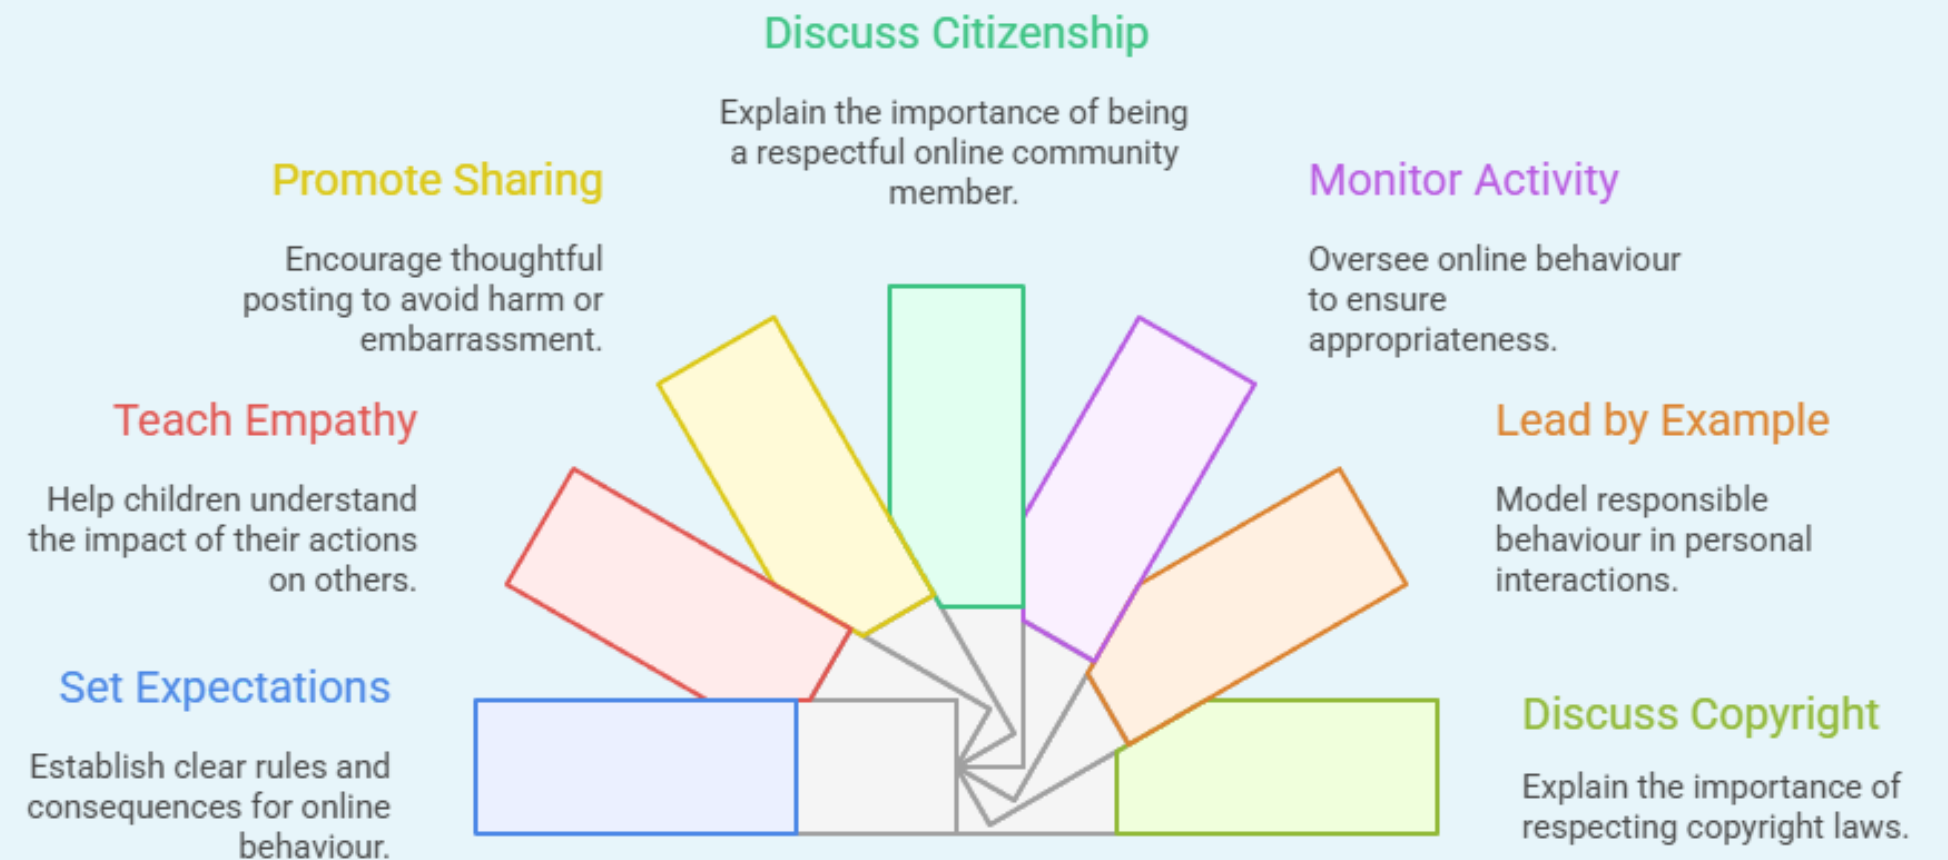 Discuss Citizenship
Explain the importance of being
a respectful online community
member.
Promote Sharing
Encourage thoughtful
posting to avoid harm or
embarrassment.
Monitor Activity
Oversee online behaviour
to ensure
appropriateness.
Teach Empathy
Help children understand
the impact of their actions
on others.
Lead by Example
Model responsible
behaviour in personal
interactions.
Set Expectations
Establish clear rules and
consequences for online
behaviour.
Discuss Copyright
Explain the importance of
respecting copyright laws.